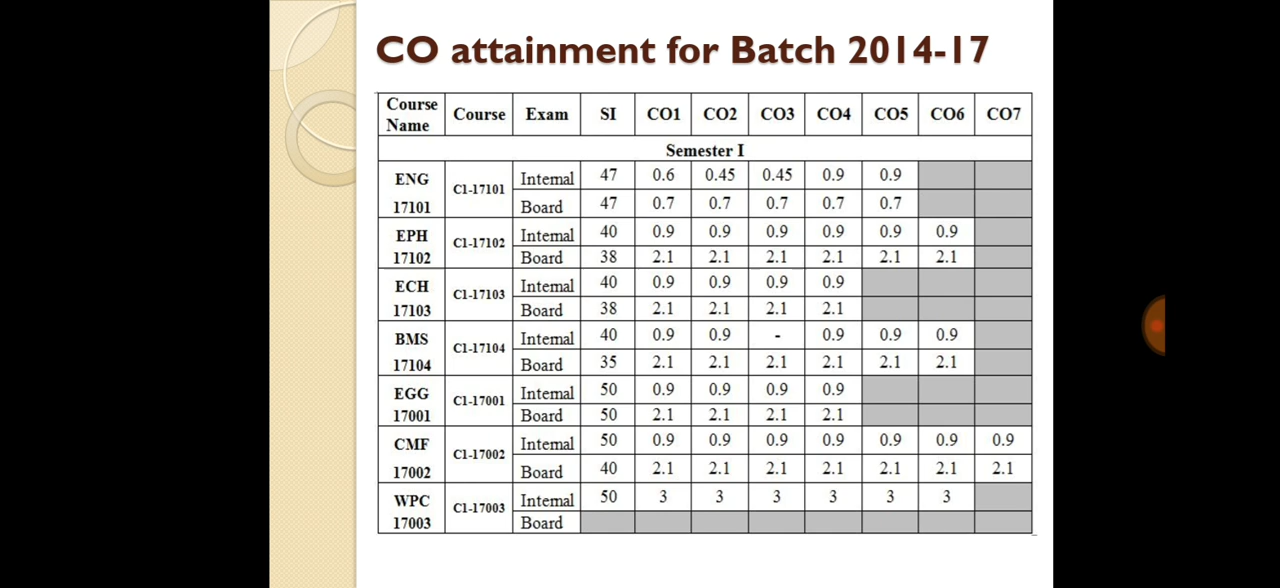 CO attainment for Batch 2014-17
Course Name Course Exam SI CO1 CO2 CO3 CO4 CO5 CO6 CO7
Semester I
ENG 17101 C1-17101 Internal 47 0.6 0.45 0.45 0.9 0.9
Board 47 0.7 0.7 0.7 0.7 0.7
EPH 17102 C1-17102 Internal 40 0.9 0.9 0.9 0.9 0.9 0.9
Board 38 2.1 2.1 2.1 2.1 2.1 2.1
ECH 17103 C1-17103 Internal 40 0.9 0.9 0.9 0.9
Board 38 2.1 2.1 2.1 2.1
BMS 17104 C1-17104 Internal 40 0.9 0.9 - 0.9 0.9 0.9
Board 35 2.1 2.1 2.1 2.1 2.1 2.1
EGG 17001 C1-17001 Internal 50 0.9 0.9 0.9 0.9
Board 50 2.1 2.1 2.1 2.1
CMF 17002 C1-17002 Internal 50 0.9 0.9 0.9 0.9 0.9 0.9 0.9
Board 40 2.1 2.1 2.1 2.1 2.1 2.1 2.1
WPC 17003 C1-17003 Internal 50 3 3 3 3 3 3
Board